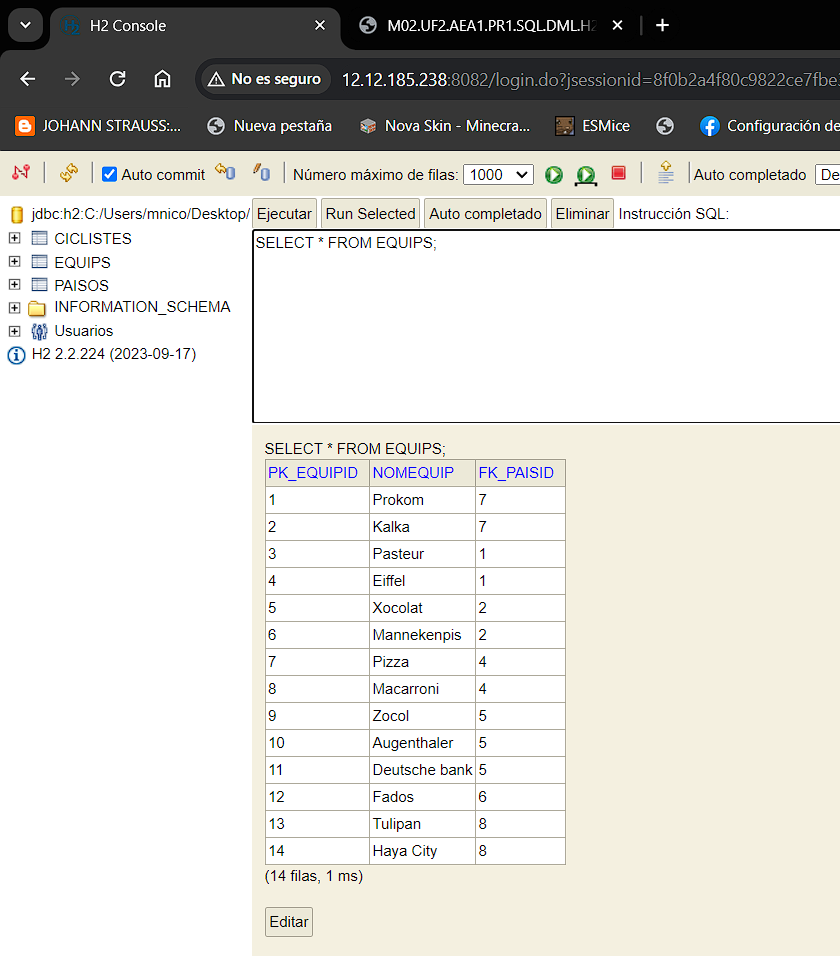 H2 Console
M02.UF2.AEA1.PR1.SQL.DML.H2
No es seguro 12.12.185.238:8082/login.do?jsessionid=8f0b2a4f80c9822ce7fbe
JOHANN STRAUSS:... Nueva pestaña Nova Skin - Minecra... ESMice Configuración de
Auto commit Número máximo de filas: 1000 Auto completado De
jdbc:h2:C:/Users/mnico/Desktop/
CICLISTES
EQUIPS
PAISOS
INFORMATION_SCHEMA
Usuarios
H2 2.2.224 (2023-09-17)
Ejecutar Run Selected Auto completado Eliminar Instrucción SQL:
SELECT * FROM EQUIPS;
SELECT * FROM EQUIPS;
PK_EQUIPID NOMEQUIP FK_PAISID
1 Prokom 7
2 Kalka 7
3 Pasteur 1
4 Eiffel 1
5 Xocolat 2
6 Mannekenpis 2
7 Pizza 4
8 Macarroni 4
9 Zocol 5
10 Augenthaler 5
11 Deutsche bank 5
12 Fados 6
13 Tulipan 8
14 Haya City 8
(14 filas, 1 ms)
Editar